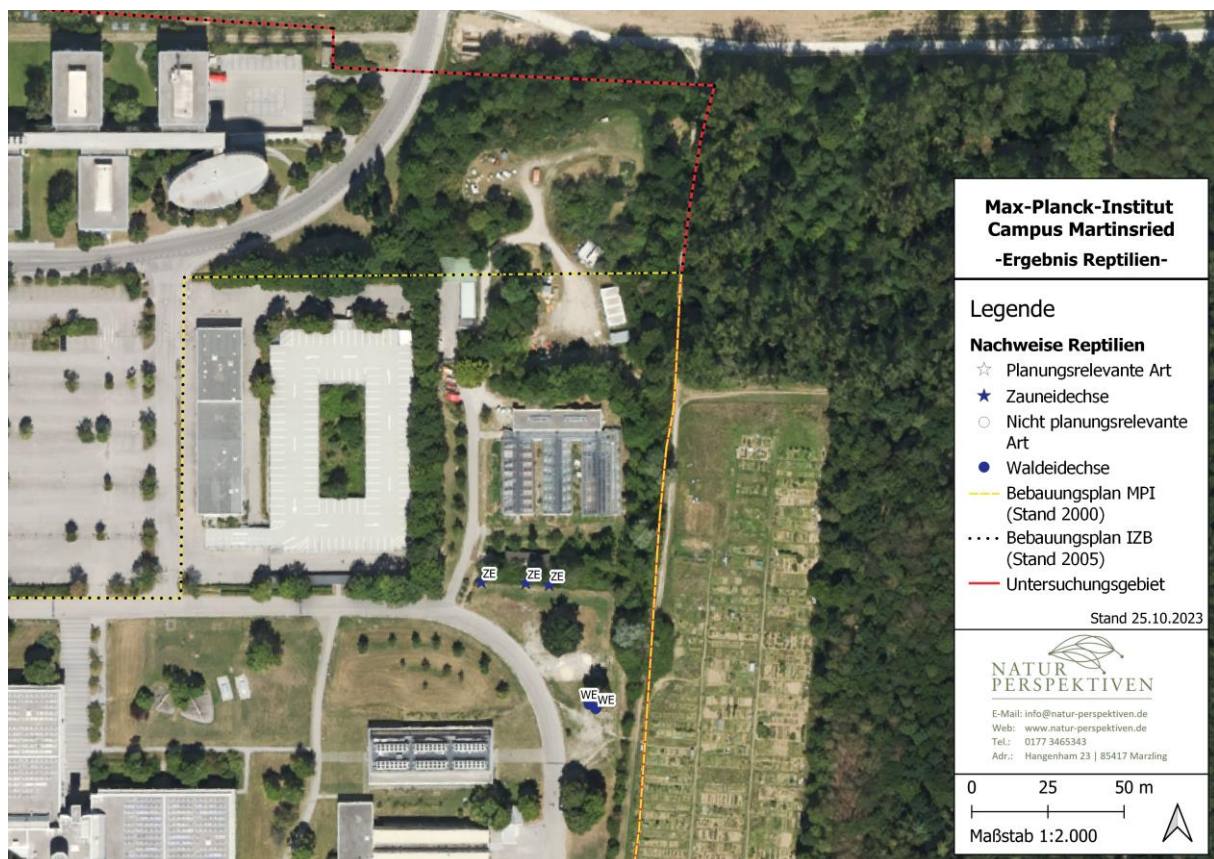 Max-Planck-Institut
Campus Martinsried
-Ergebnis Reptilien-
Legende
Nachweise Reptilien
Planungsrelevante Art
Zauneidechse
Nicht planungsrelevante
Art
Waldeidechse
Bebauungsplan MPI
(Stand 2000)
Bebauungsplan IZB
(Stand 2005)
Untersuchungsgebiet
Stand 25.10.2023
NATUR
PERSPEKTIVEN
E-Mail: info@natur-perspektiven.de
Web: www.natur-perspektiven.de
Tel.: 0177 3465343
Adr.: Hangenham 23 | 85417 Marzling
0 25 50 m
Maßstab 1:2.000
ZE ZE ZE
WE WE